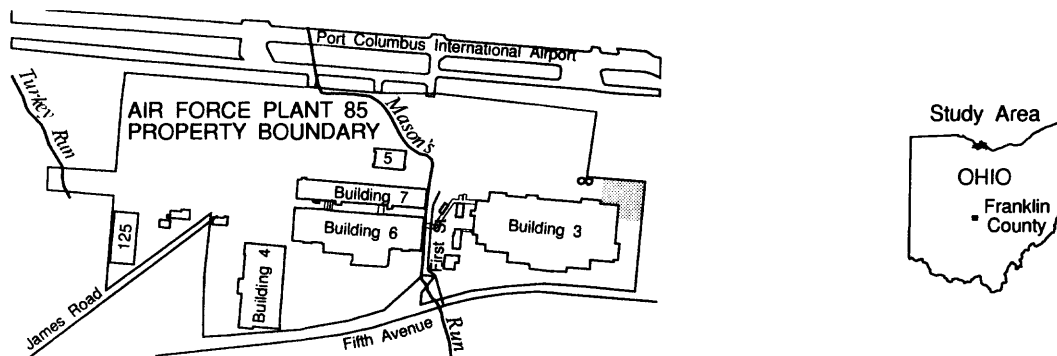 Port Columbus International Airport
Turkey Run
AIR FORCE PLANT 85
PROPERTY BOUNDARY
Mason's
5
Building 7
Building 6
First St
Building 3
125
Building 4
James Road
Fifth Avenue
Run
Study Area
OHIO
Franklin
County